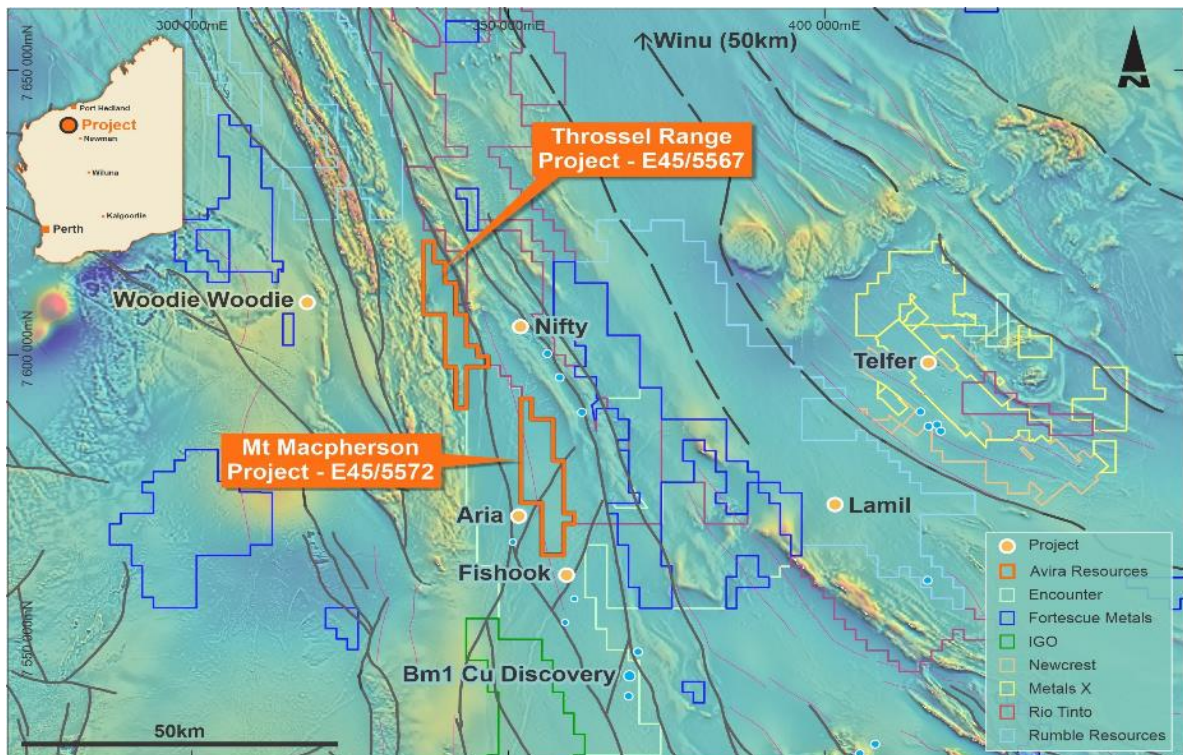 300 000mE
350 000mE
400 000mE
7 650 000mN
7 600 000mN
7 550 000mN
Port Hedland
Project
Newman
Wiluna
Kalgoorlie
Perth
Winu (50km)
N
Throssel Range
Project - E45/5567
Woodie Woodie
Nifty
Telfer
Mt Macpherson
Project - E45/5572
Aria
Lamil
Fishook
Bm1 Cu Discovery
50km
Project
Avira Resources
Encounter
Fortescue Metals
IGO
Newcrest
Metals X
Rio Tinto
Rumble Resources